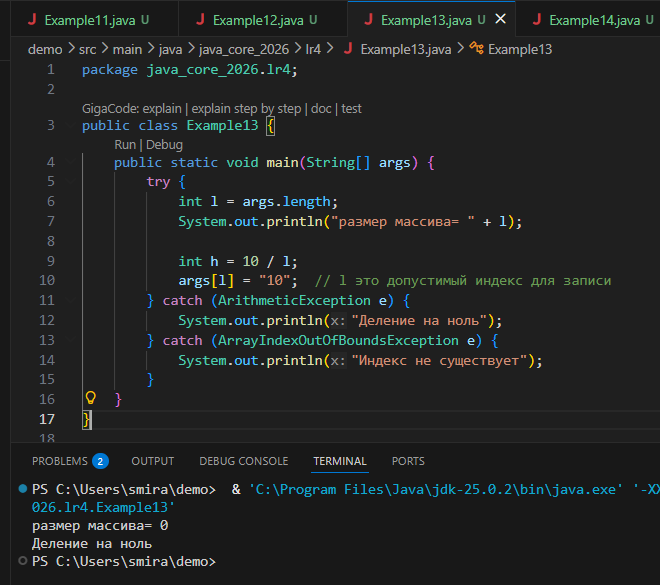 J Example11.java U J Example12.java U J Example13.java U × J Example14.java U
demo > src > main > java > java_core_2026 > lr4 > J Example13.java > Example13
1 package java_core_2026.lr4;
2
GigaCode: explain | explain step by step | doc | test
3 public class Example13 {
Run | Debug
4 public static void main(String[] args) {
5 try {
6 int l = args.length;
7 System.out.println("размер массива= " + l);
8
9 int h = 10 / l;
10 args[l] = "10"; // l это допустимый индекс для записи
11 } catch (ArithmeticException e) {
12 System.out.println(x: "Деление на ноль");
13 } catch (ArrayIndexOutOfBoundsException e) {
14 System.out.println(x: "Индекс не существует");
15 }
16 }
17 }
18
PROBLEMS 2 OUTPUT DEBUG CONSOLE TERMINAL PORTS
PS C:\Users\smira\demo> & 'C:\Program Files\Java\jdk-25.0.2\bin\java.exe' '-XX
026.lr4.Example13'
размер массива= 0
Деление на ноль
PS C:\Users\smira\demo>